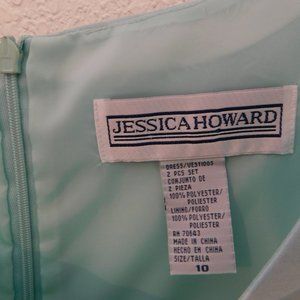 JESSICA HOWARD
DRESS/VESTIDOS
2 PCS SET
CONJUNTO DE
2 PIEZA
100% POLYESTER/
POLIESTER
LINING/FORRO
100% POLYESTER/
POLIESTER
RN 70643
MADE IN CHINA
HECHO EN CHINA
SIZE/TALLA
10